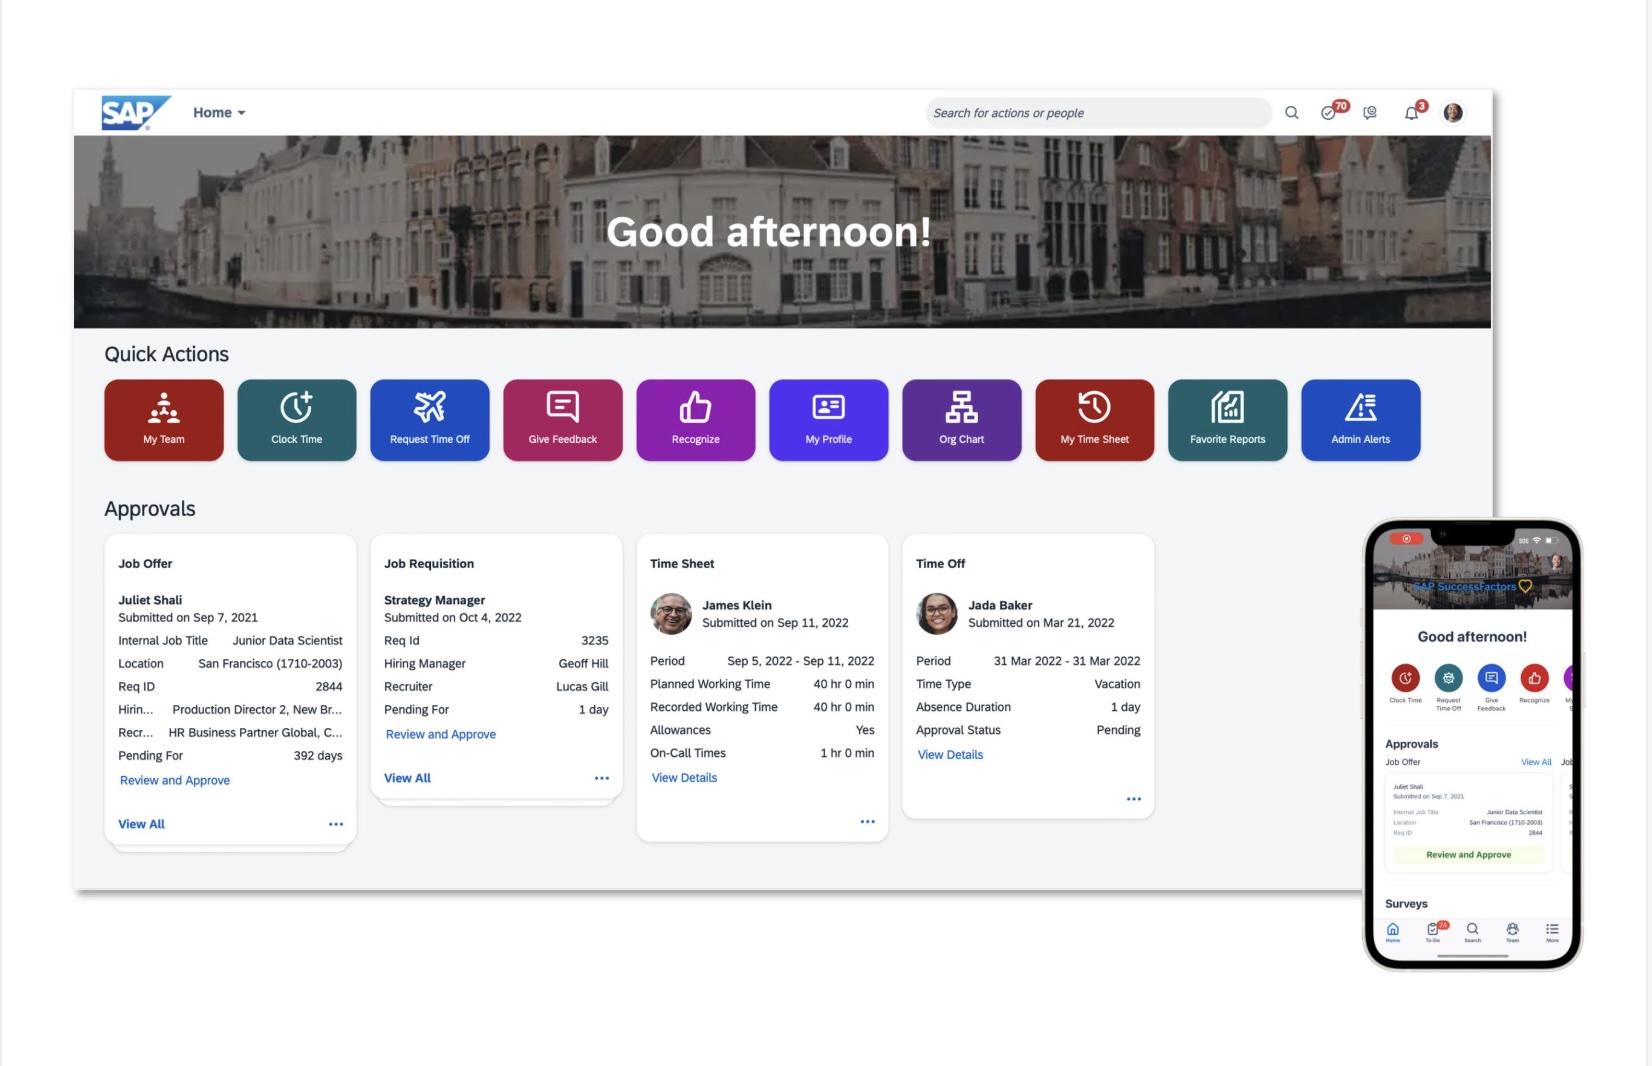 SAP
Home
Search for actions or people
70
3
Good afternoon!
Quick Actions
My Team
Clock Time
Request Time Off
Give Feedback
Recognize
My Profile
Org Chart
My Time Sheet
Favorite Reports
Admin Alerts
Approvals
Job Offer
Juliet Shali
Submitted on Sep 7, 2021
Internal Job Title Junior Data Scientist
Location San Francisco (1710-2003)
Req ID 2844
Hirin... Production Director 2, New Br...
Recr... HR Business Partner Global, C...
Pending For 392 days
Review and Approve
View All
Job Requisition
Strategy Manager
Submitted on Oct 4, 2022
Req Id 3235
Hiring Manager Geoff Hill
Recruiter Lucas Gill
Pending For 1 day
Review and Approve
View All
Time Sheet
James Klein
Submitted on Sep 11, 2022
Period Sep 5, 2022 - Sep 11, 2022
Planned Working Time 40 hr 0 min
Recorded Working Time 40 hr 0 min
Allowances Yes
On-Call Times 1 hr 0 min
View Details
Time Off
Jada Baker
Submitted on Mar 21, 2022
Period 31 Mar 2022 - 31 Mar 2022
Time Type Vacation
Absence Duration 1 day
Approval Status Pending
View Details
SOS
SAP SuccessFactors
Good afternoon!
Clock Time
Request
Time Off
Give
Feedback
Recognize
Approvals
Job Offer View All
Juliet Shali
Submitted on Sep 7, 2021
Internal Job Title Junior Data Scientist
Location San Francisco (1710-2003)
Req ID 2844
Review and Approve
Surveys
24
Home
To-Do
Search
Team
More